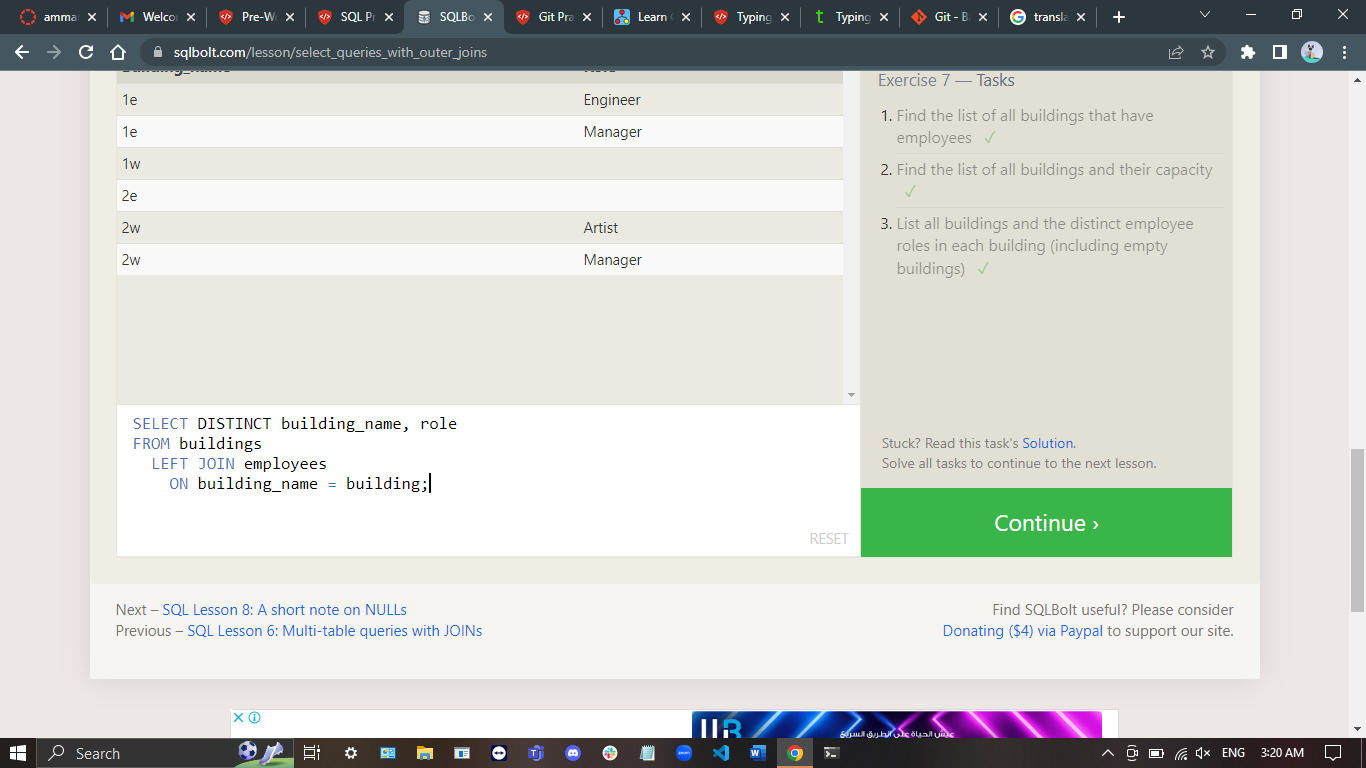 amma
Welco
Pre-W
SQL Pr
SQLBo
Git Pra
Learn
Typing
Typing
Git - B
transla
sqlbolt.com/lesson/select_queries_with_outer_joins
1e Engineer
1e Manager
1w
2e
2w Artist
2w Manager
SELECT DISTINCT building_name, role
FROM buildings
LEFT JOIN employees
ON building_name = building;
RESET
Exercise 7 — Tasks
1. Find the list of all buildings that have
employees ✓
2. Find the list of all buildings and their capacity
✓
3. List all buildings and the distinct employee
roles in each building (including empty
buildings) ✓
Stuck? Read this task's Solution.
Solve all tasks to continue to the next lesson.
Continue ›
Next – SQL Lesson 8: A short note on NULLs
Previous – SQL Lesson 6: Multi-table queries with JOINs
Find SQLBolt useful? Please consider
Donating ($4) via Paypal to support our site.
عيش الحياة على الطريق السريع
Search
ENG
3:20 AM